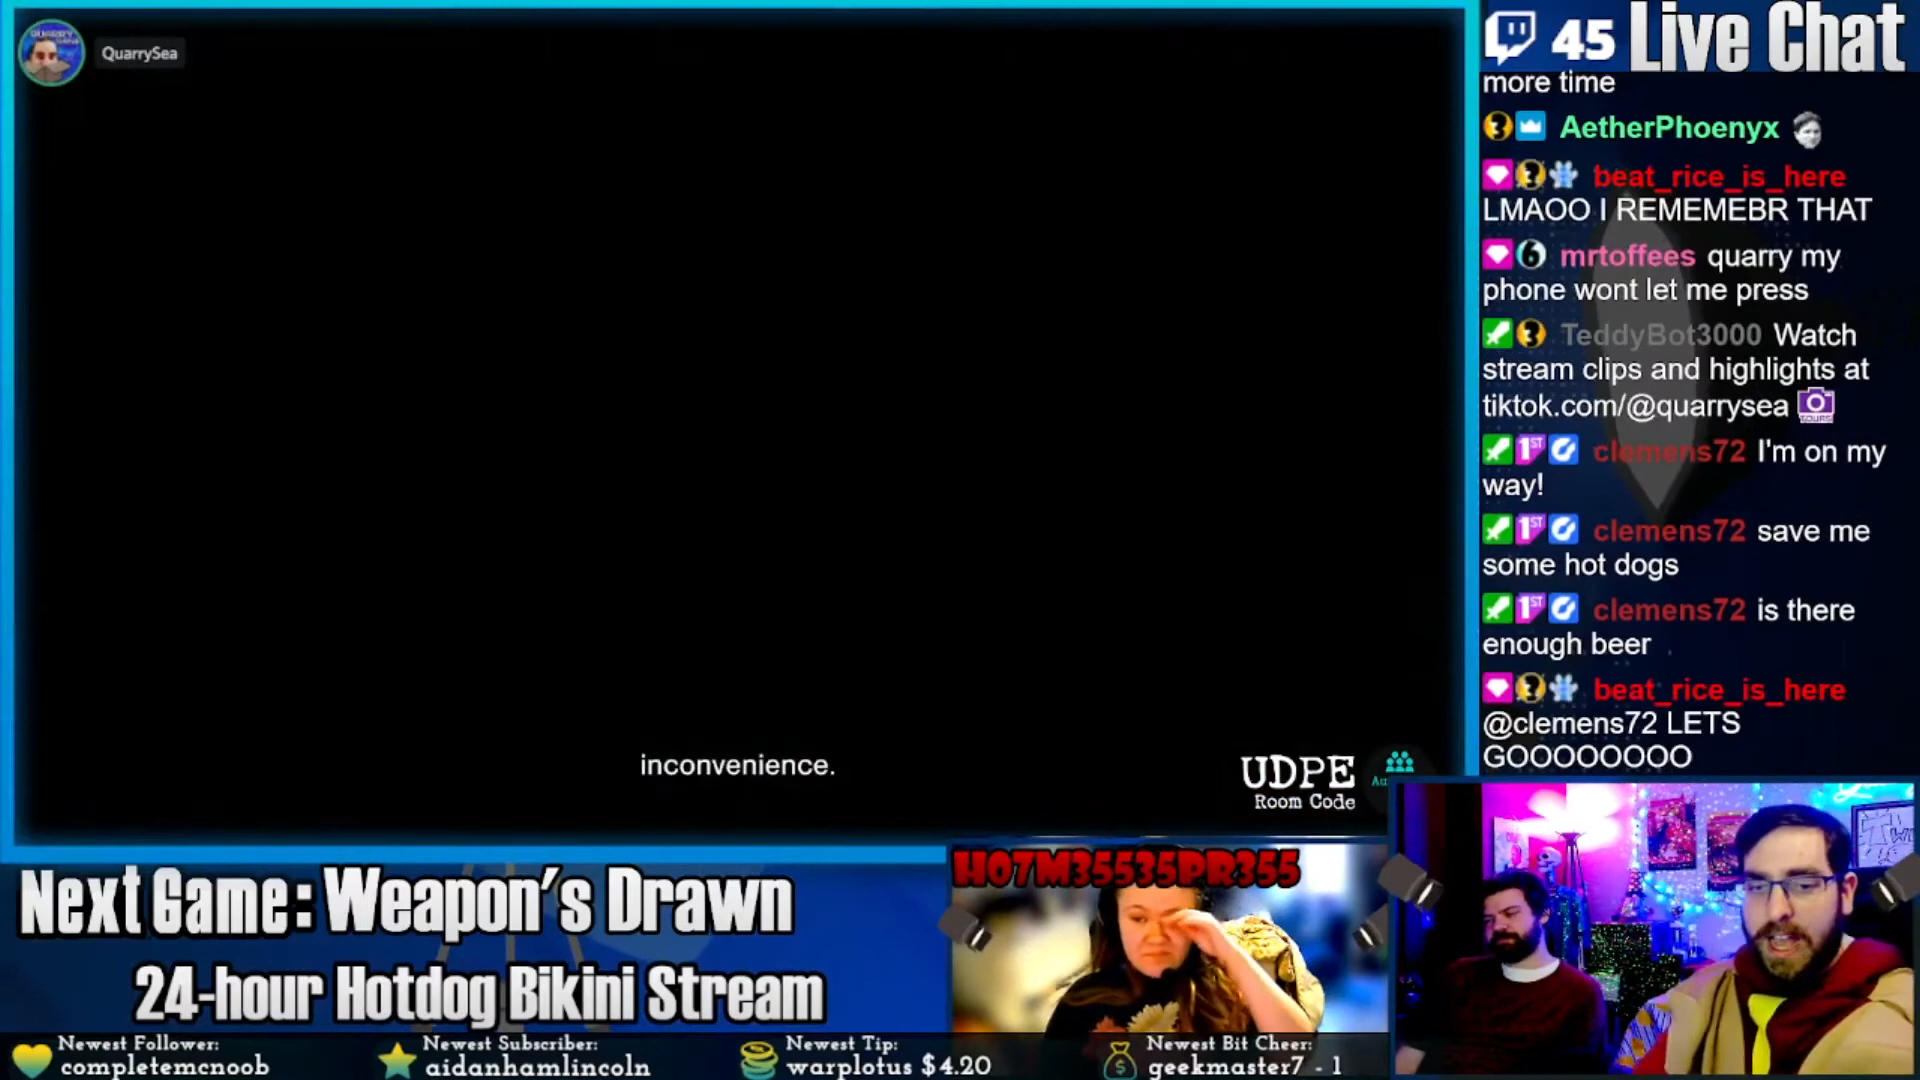 QuarrySea
45 Live Chat
more time
AetherPhoenyx
beat_rice_is_here
LMAOO I REMEMEBR THAT
mrtoffees quarry my
phone wont let me press
TeddyBot3000 Watch
stream clips and highlights at
tiktok.com/@quarrysea
clemens72 I'm on my
way!
clemens72 save me
some hot dogs
clemens72 is there
enough beer
beat_rice_is_here
@clemens72 LETS
GOOOOOOOO
inconvenience.
UDPE
Room Code
Next Game: Weapon's Drawn
24-hour Hotdog Bikini Stream
H07M35535PR355
Newest Follower:
completemcnoob
Newest Subscriber:
aidanhamlincoln
Newest Tip:
warplotus $4.20
Newest Bit Cheer:
geekmaster7 - 1